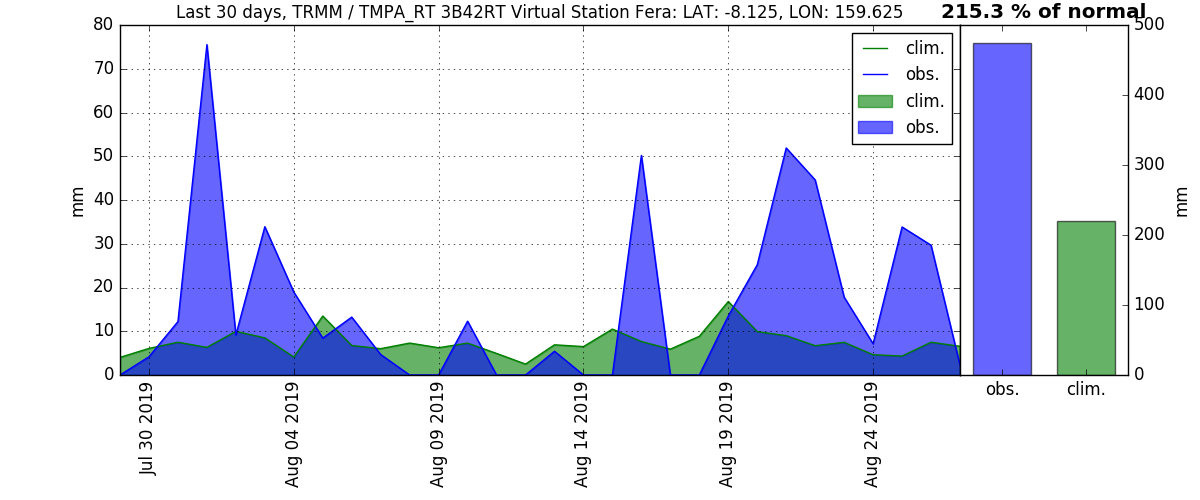 Last 30 days, TRMM / TMPA_RT 3B42RT Virtual Station Fera: LAT: -8.125, LON: 159.625
215.3 % of normal
80
70
60
50
40
30
20
10
0
mm
clim.
obs.
clim.
obs.
Jul 30 2019
Aug 04 2019
Aug 09 2019
Aug 14 2019
Aug 19 2019
Aug 24 2019
500
400
300
200
100
0
mm
obs.
clim.